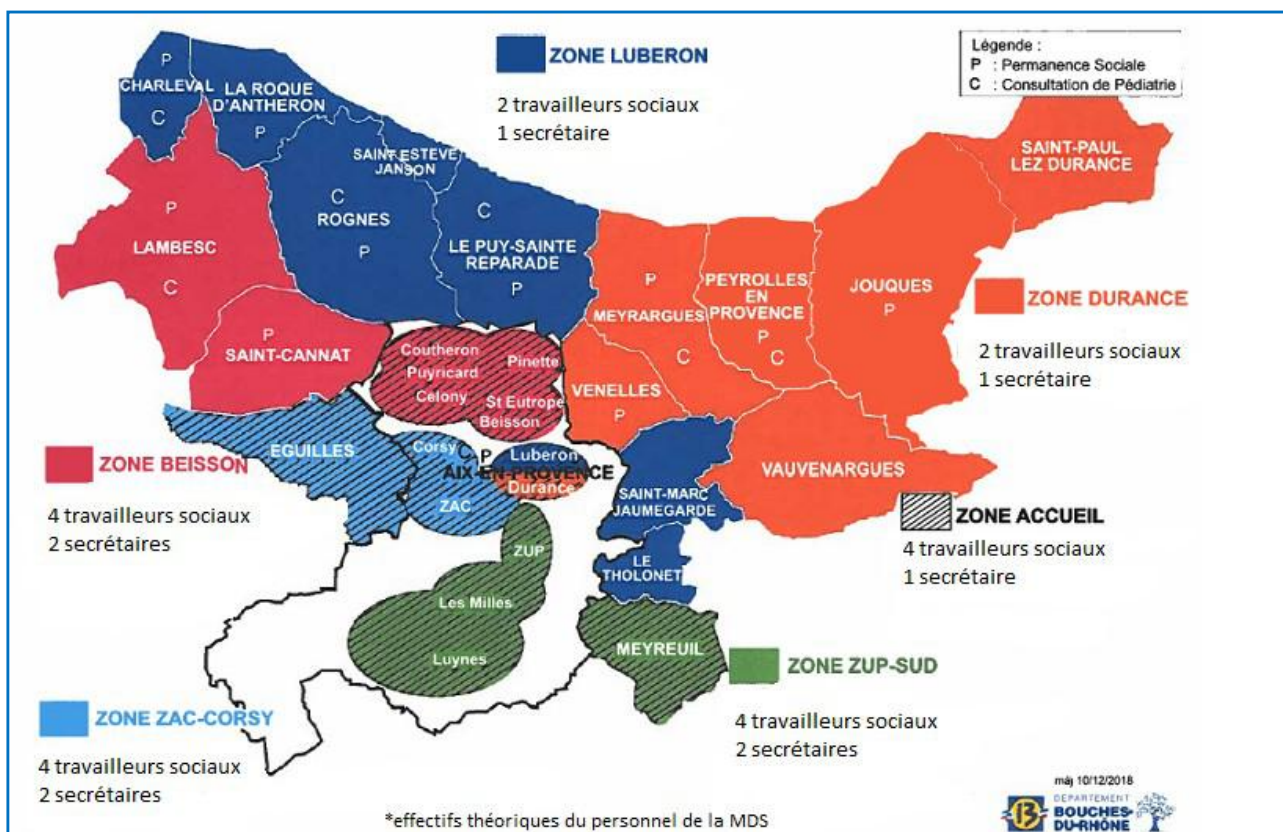 ZONE LUBERON
2 travailleurs sociaux
1 secrétaire
Légende :
P : Permanence Sociale
C : Consultation de Pédiatrie
P
CHARLEVAL
C
LA ROQUE
D'ANTHERON
P
SAINT ESTEVE
JANSON
C
ROGNES
P
C
LE PUY-SAINTE
REPARADE
P
SAINT-PAUL
LEZ DURANCE
P
LAMBESC
C
P
SAINT-CANNAT
P
MEYRARGUES
C
PEYROLLES
EN
PROVENCE
P
C
JOUQUES
P
ZONE DURANCE
2 travailleurs sociaux
1 secrétaire
VENELLES
P
Coutheron
Puyricard
Celony
Pinette
St Eutrope
Beisson
EGUILLES
Corsy
C P
AIX-EN-PROVENCE
ZAC
Luberon
Durance
SAINT-MARC
JAUMEGARDE
VAUVENARGUES
ZONE BEISSON
4 travailleurs sociaux
2 secrétaires
ZONE ACCUEIL
4 travailleurs sociaux
1 secrétaire
LE
THOLONET
ZUP
Les Milles
Luynes
MEYREUIL
ZONE ZUP-SUD
4 travailleurs sociaux
2 secrétaires
ZONE ZAC-CORSY
4 travailleurs sociaux
2 secrétaires
*effectifs théoriques du personnel de la MDS
màj 10/12/2018
13
DÉPARTEMENT
BOUCHES-
DU-RHÔNE